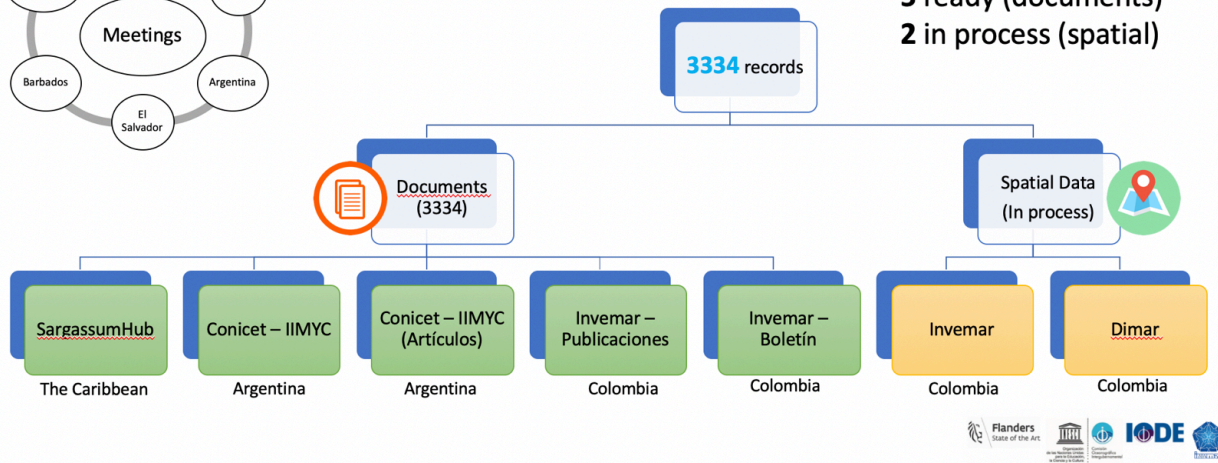 ready (documents)
2 in process (spatial)
Meetings
Barbados
Argentina
El
Salvador
3334 records
Documents
(3334)
Spatial Data
(In process)
SargassumHub
Conicet – IIMYC
Conicet – IIMYC
(Artículos)
Invemar –
Publicaciones
Invemar –
Boletín
Invemar
Dimar
The Caribbean
Argentina
Argentina
Colombia
Colombia
Colombia
Colombia
Flanders
State of the Art
IODE